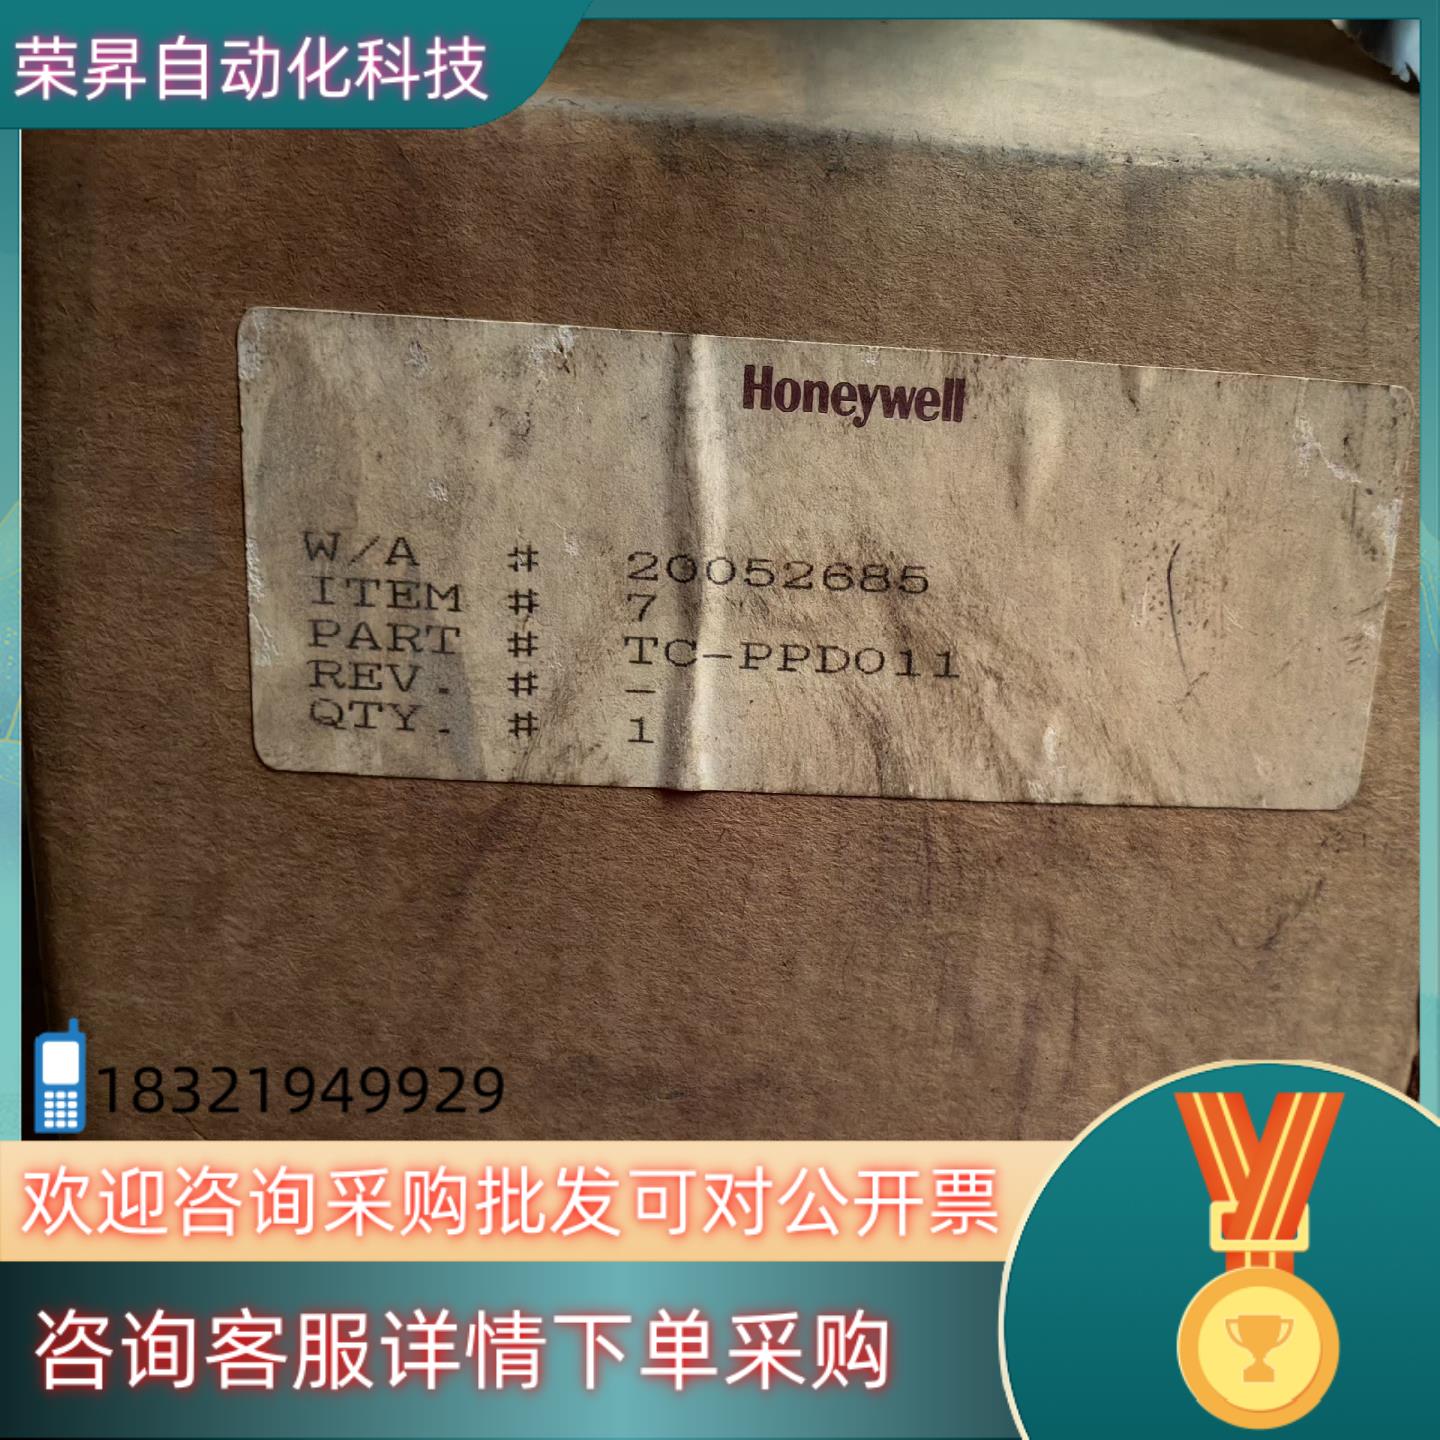 荣昇自动化科技
Honeywell
W/A # 20052685
ITEM # 7
PART # TC-PPD011
REV. # -
QTY. # 1
18321949929
欢迎咨询采购批发可对公开票
咨询客服详情下单采购